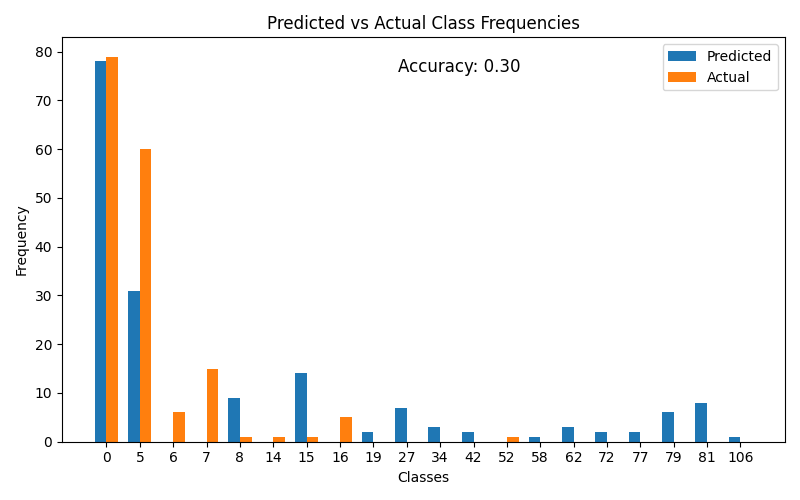 Predicted vs Actual Class Frequencies
Accuracy: 0.30
Predicted
Actual
Frequency
80
70
60
50
40
30
20
10
0
0 5 6 7 8 14 15 16 19 27 34 42 52 58 62 72 77 79 81 106
Classes